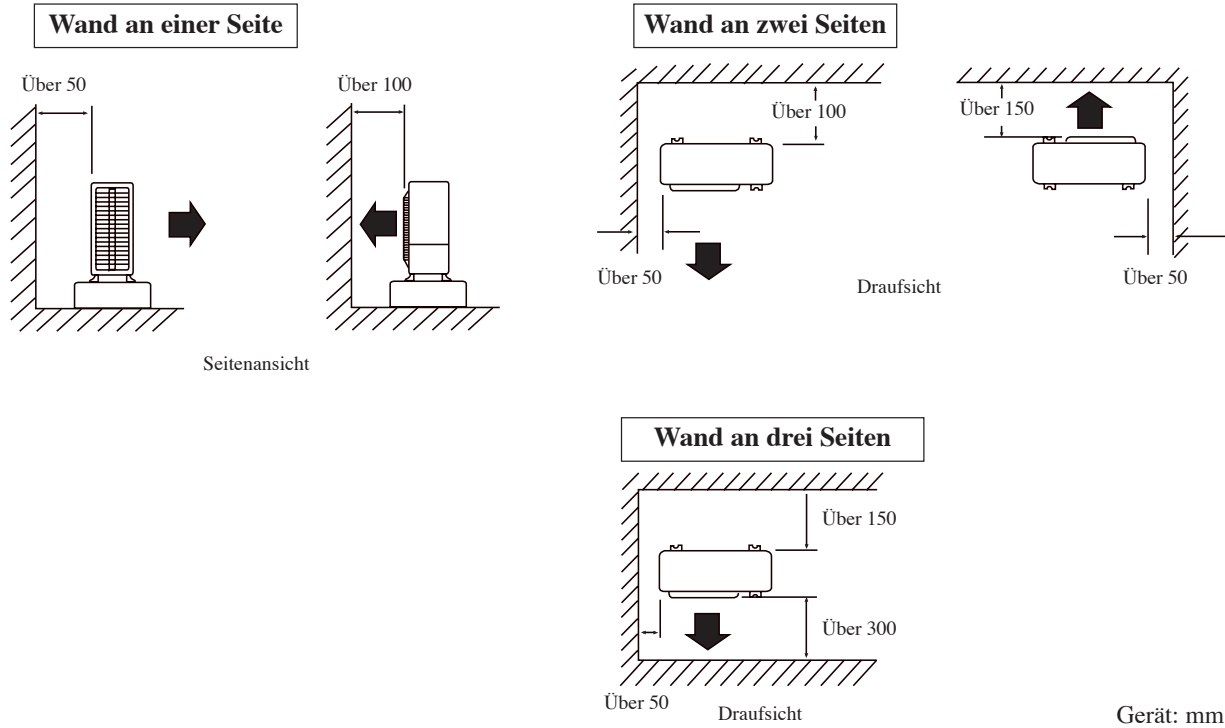 Wand an einer Seite
Über 50
Über 100
Seitenansicht
Wand an zwei Seiten
Über 100
Über 150
Über 50
Draufsicht
Über 50
Wand an drei Seiten
Über 150
Über 300
Über 50
Draufsicht
Gerät: mm